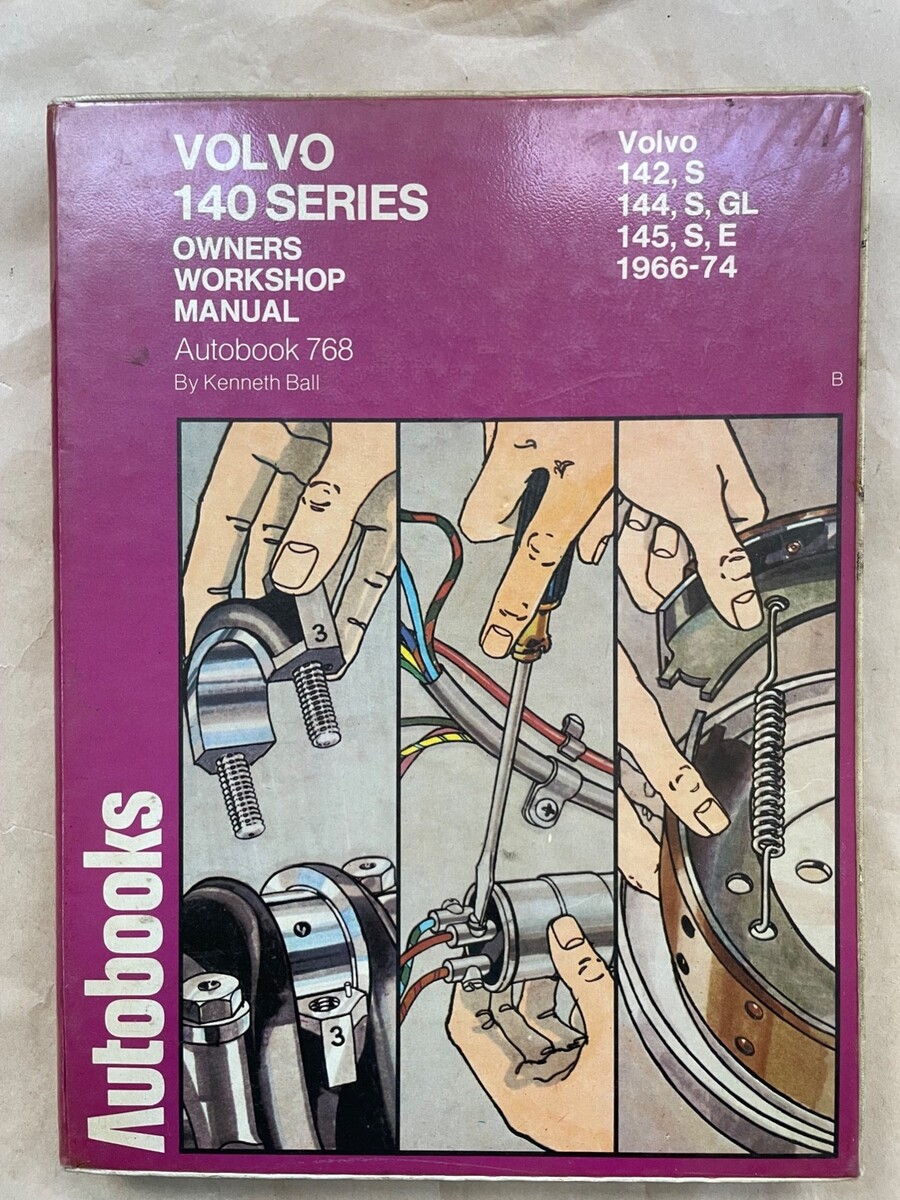 VOLVO
140 SERIES
OWNERS
WORKSHOP
MANUAL
Autobook 768
By Kenneth Ball
Volvo
142, S
144, S, GL
145, S, E
1966-74
B
3
3
Autobooks